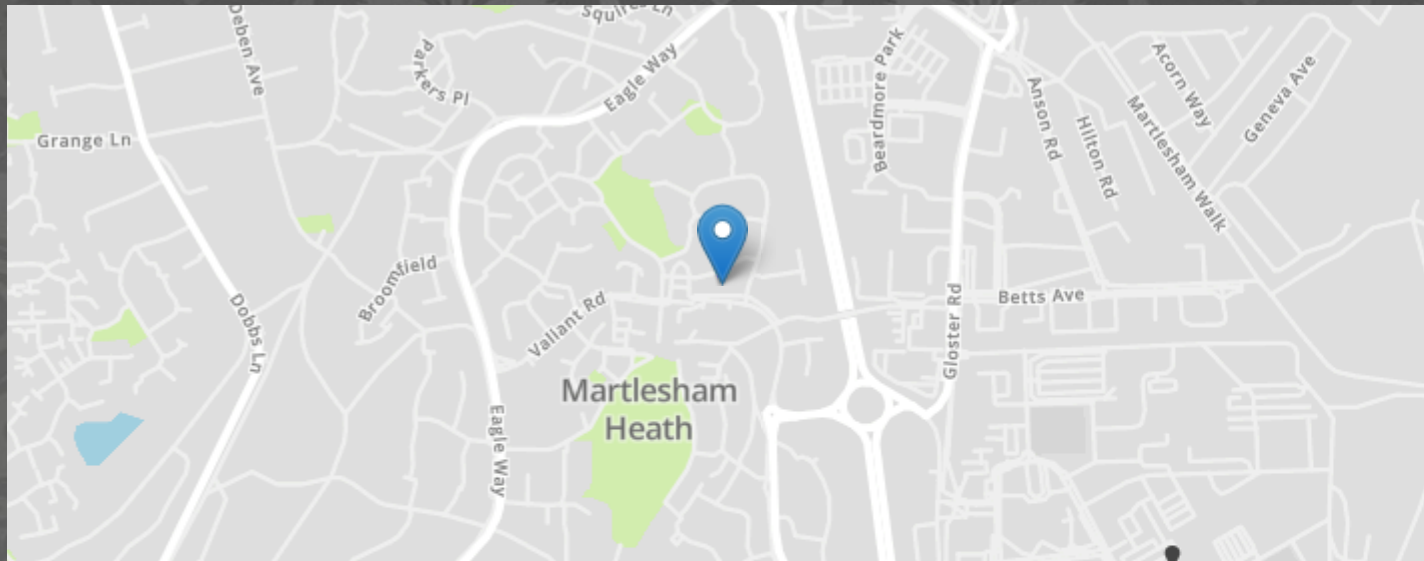 Squires Ln
Deben Ave
Parkers Pl
Eagle Way
Beardmore Park
Acorn Way
Geneva Ave
Anson Rd
Hilton Rd
Martlesham Walk
Grange Ln
Broomfield
Dobbs Ln
Valiant Rd
Gloster Rd
Betts Ave
Martlesham
Heath
Eagle Way